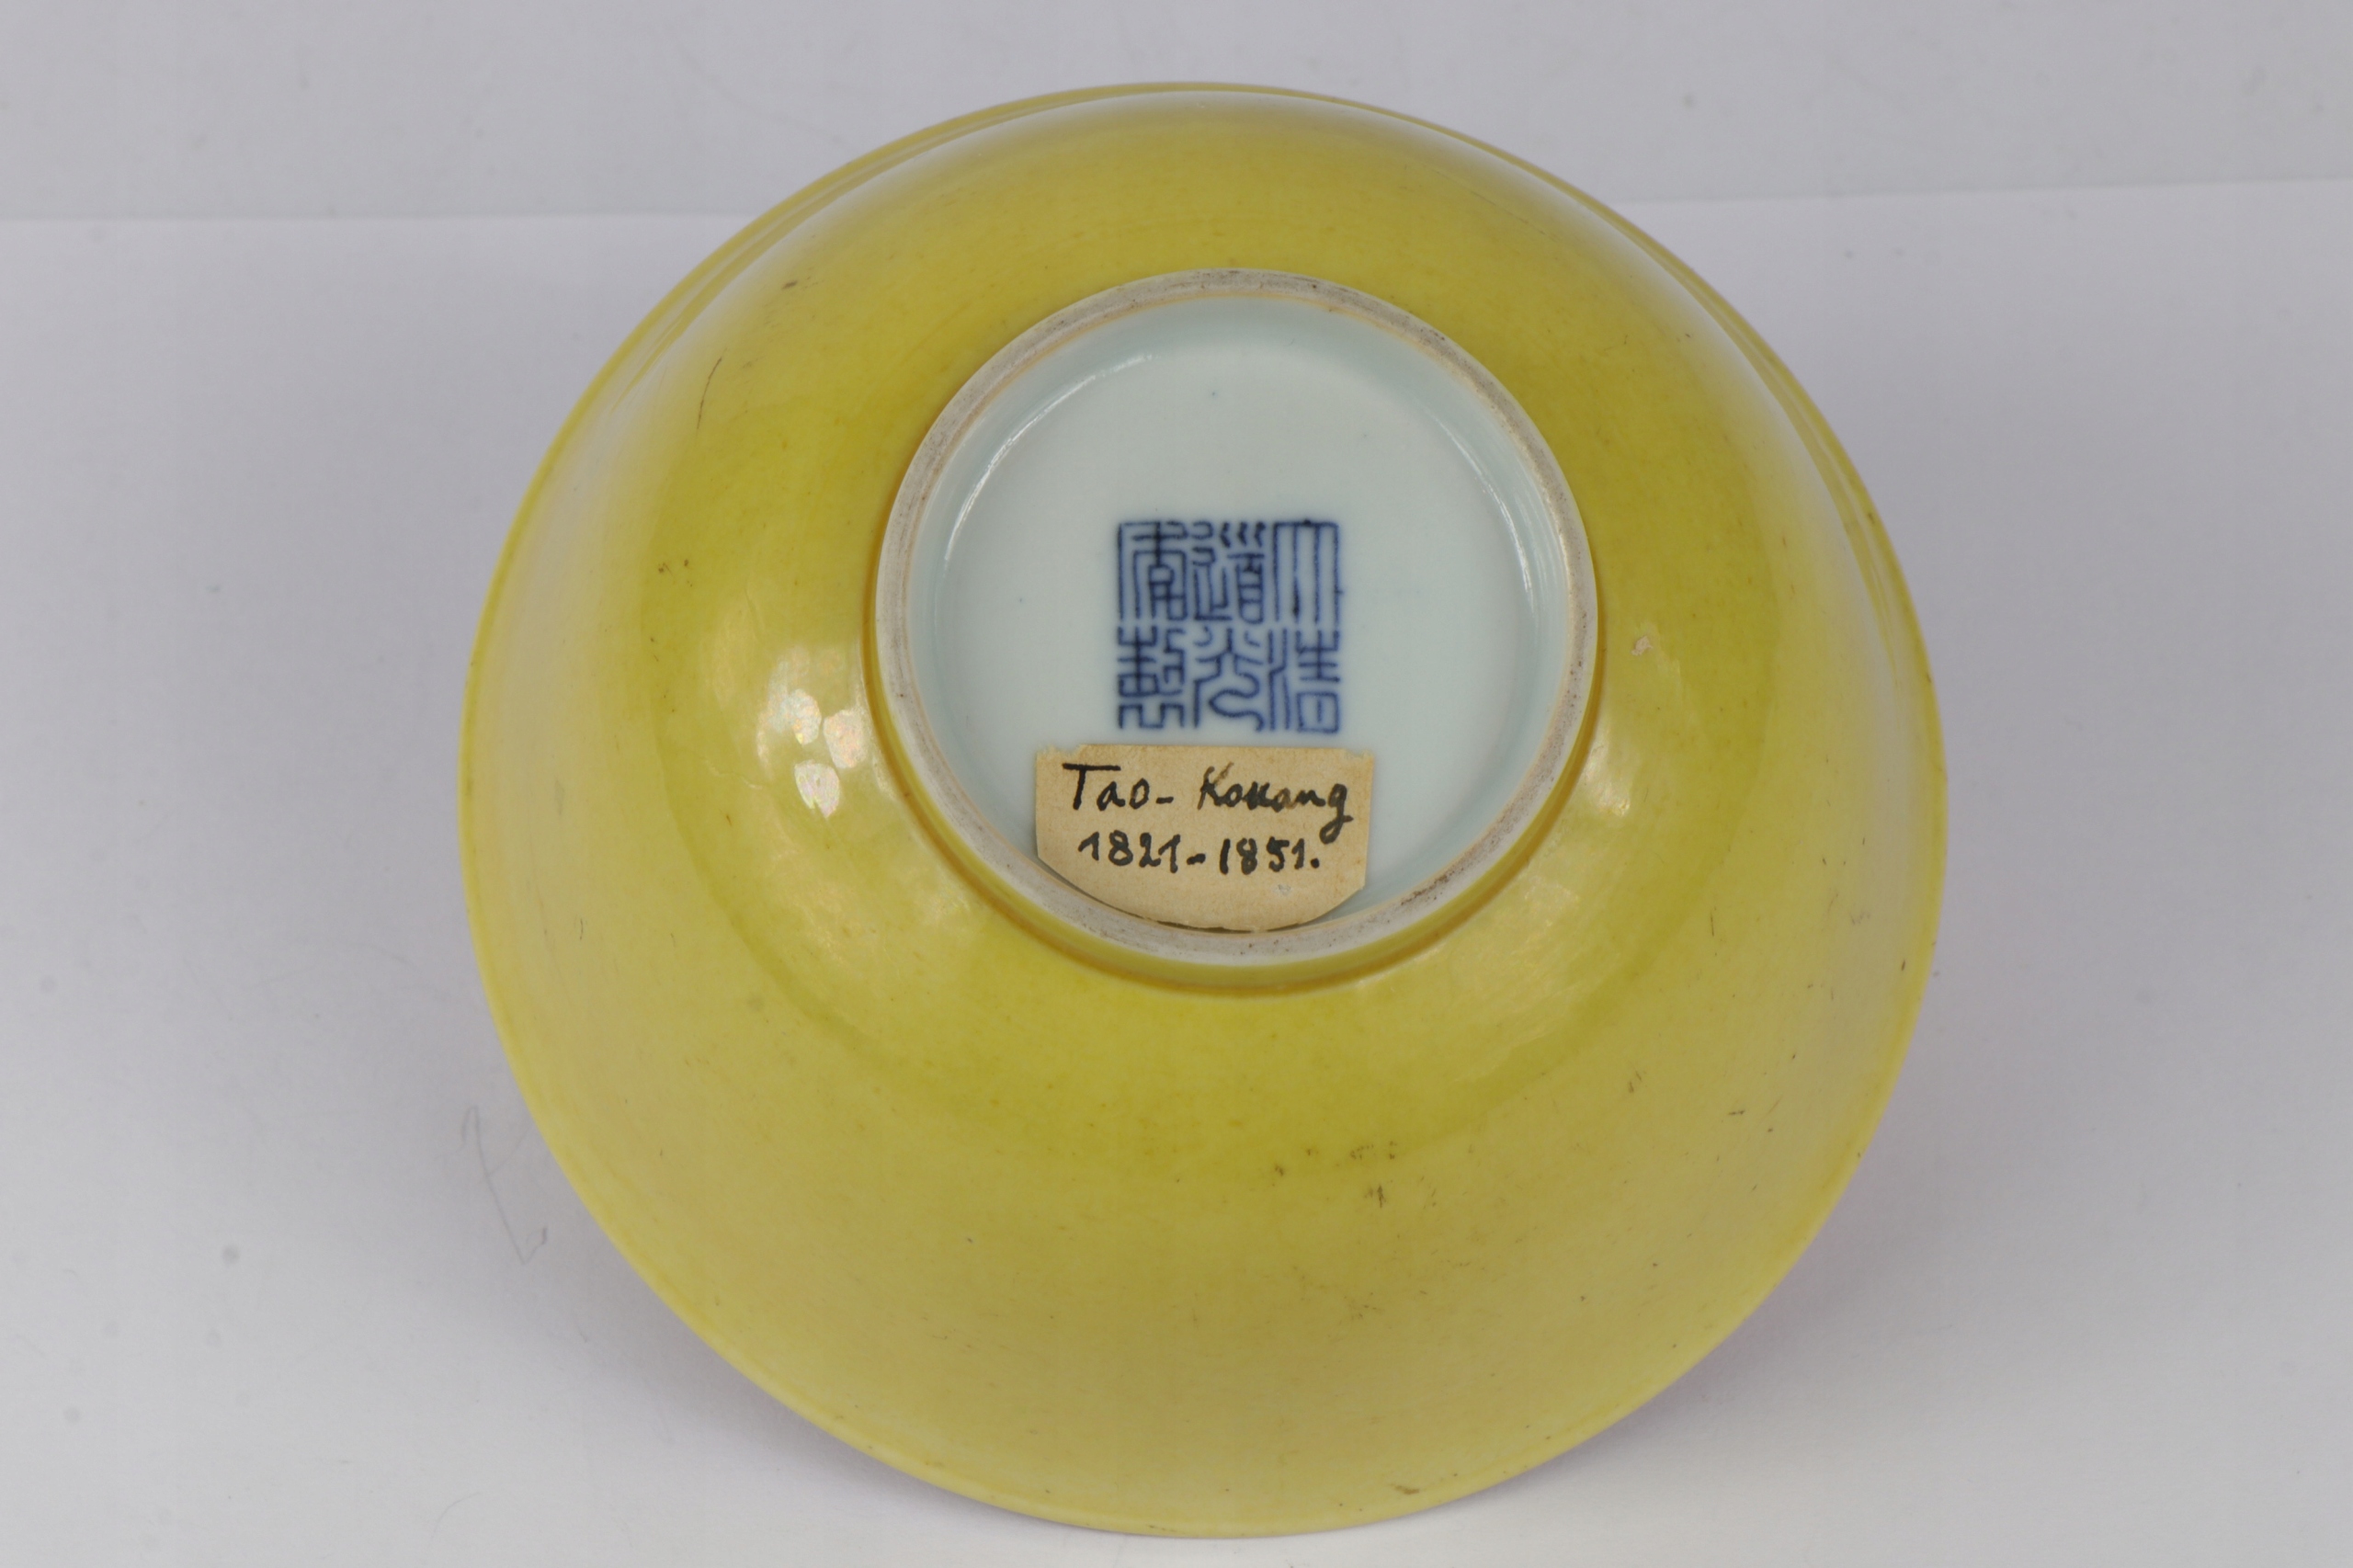 大清
道光
年製
Tao-Kouang
1821-1851.